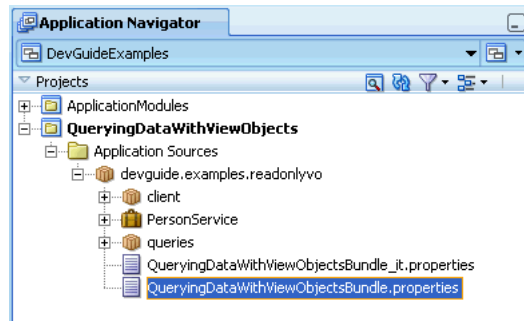 Application Navigator
DevGuideExamples
Projects
ApplicationModules
QueryingDataWithViewObjects
Application Sources
devguide.examples.readonlyvo
client
PersonService
queries
QueryingDataWithViewObjectsBundle_it.properties
QueryingDataWithViewObjectsBundle.properties